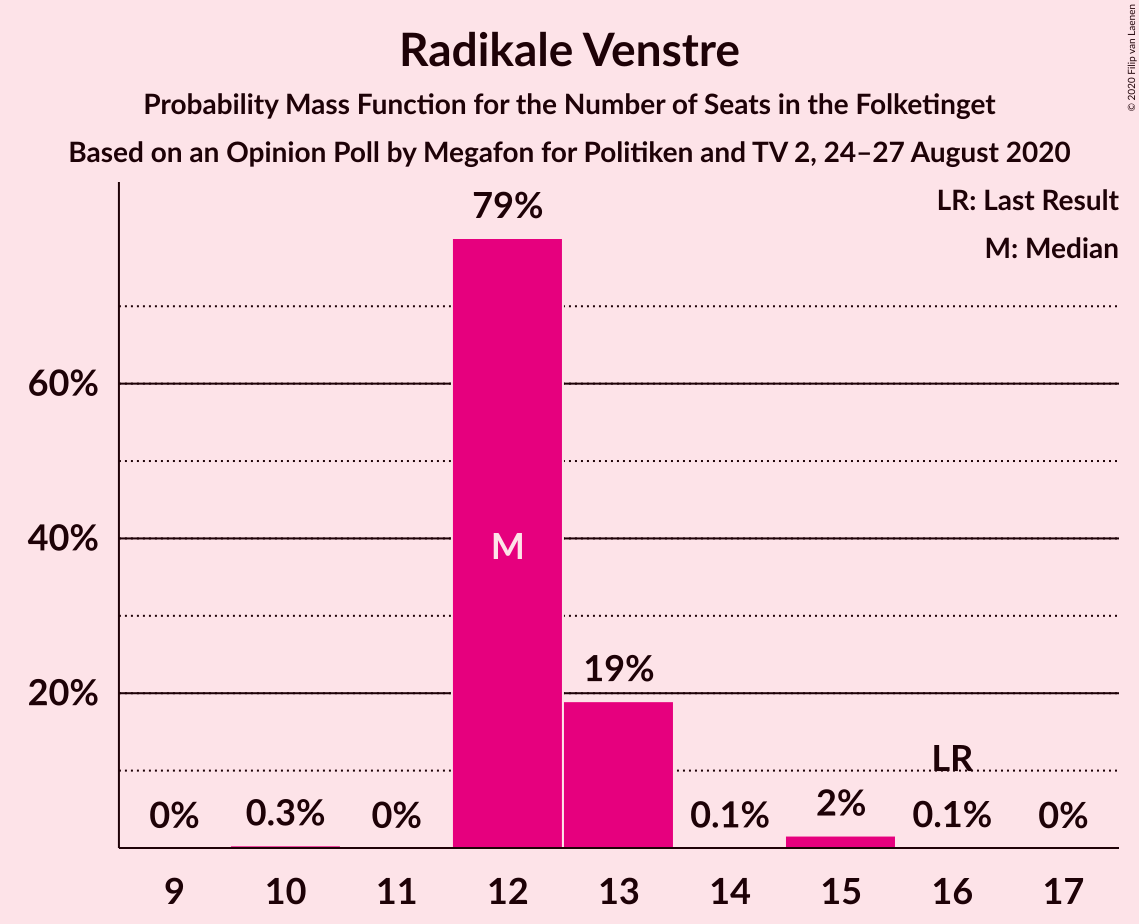 Radikale Venstre
Probability Mass Function for the Number of Seats in the Folketinget
Based on an Opinion Poll by Megafon for Politiken and TV 2, 24–27 August 2020
© 2020 Filip van Laenen
LR: Last Result
M: Median
79%
60%
40%
20%
M
19%
LR
0%
0.3%
0%
0.1%
2%
0.1%
0%
9
10
11
12
13
14
15
16
17